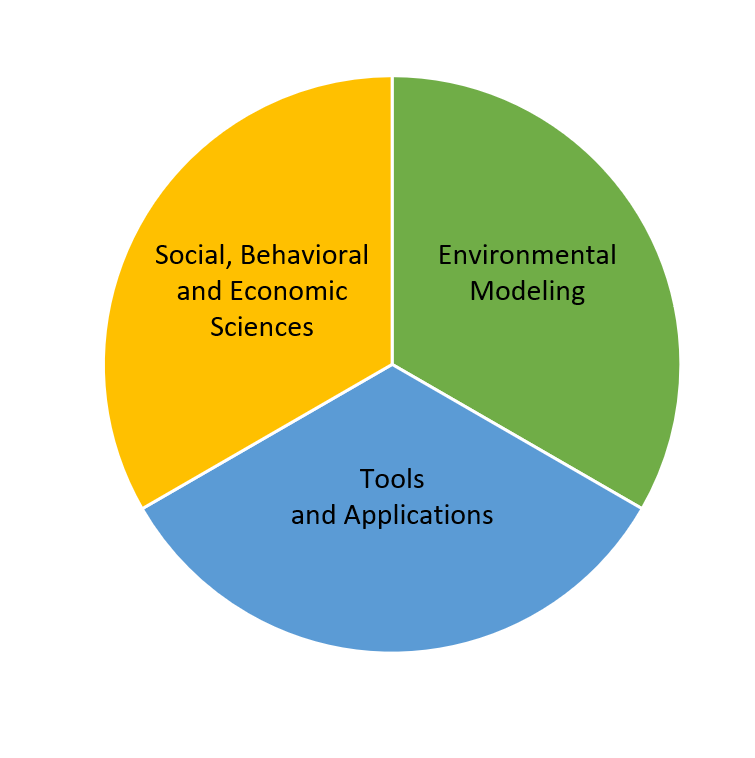 Social, Behavioral
and Economic
Sciences
Environmental
Modeling
Tools
and Applications